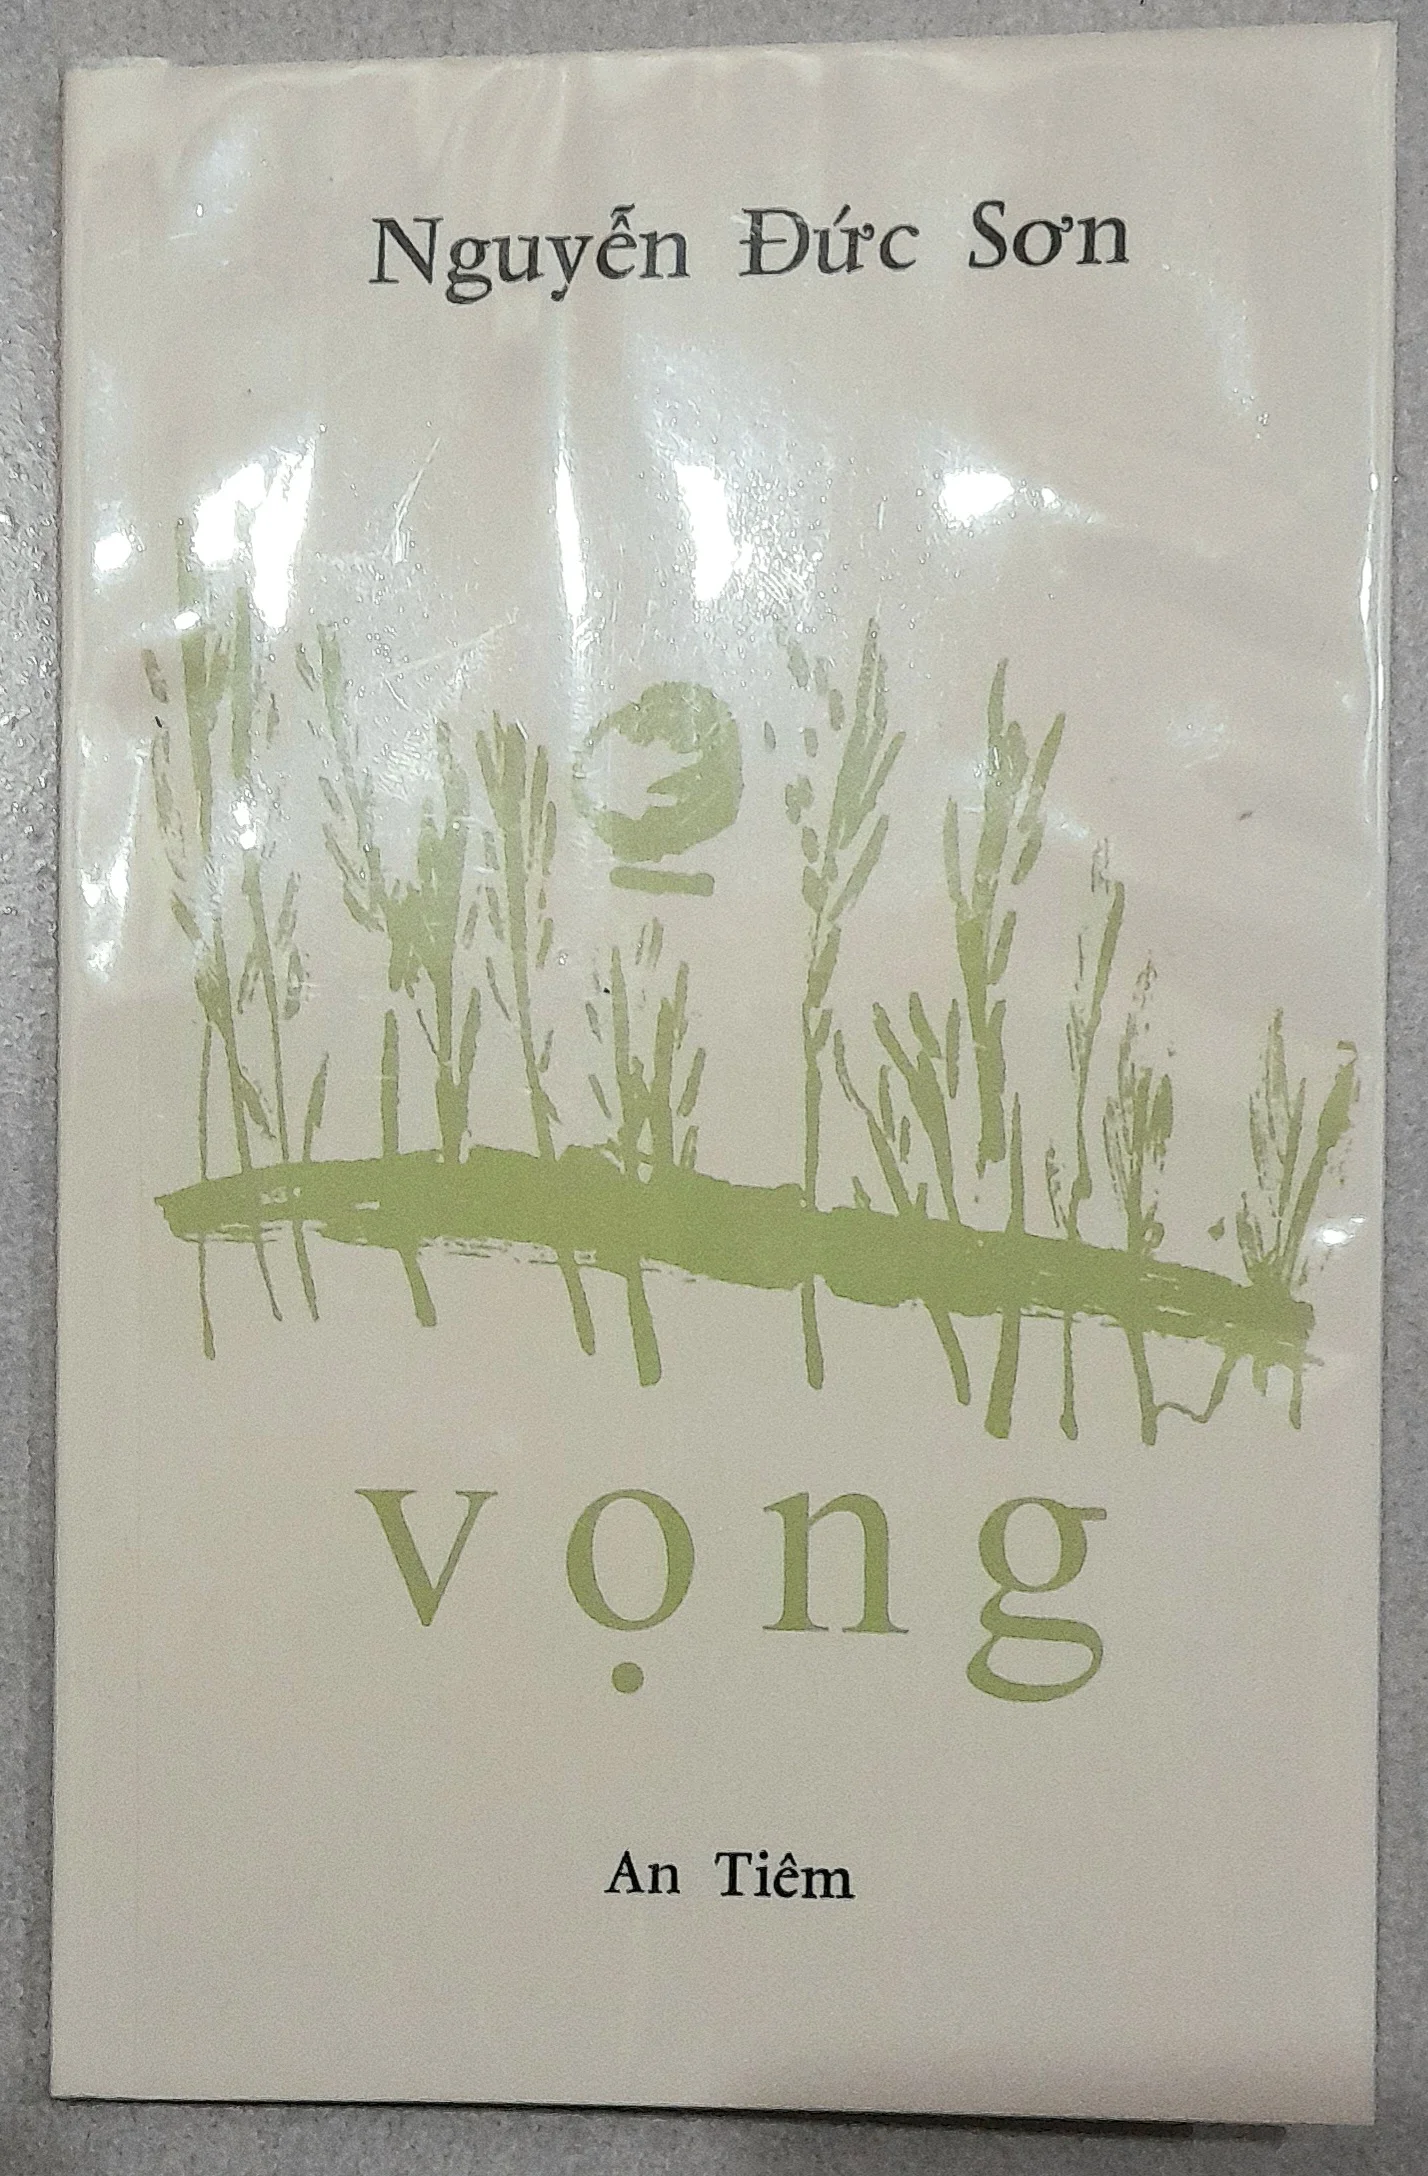 Nguyễn Đức Sơn
vọng
An Tiêm